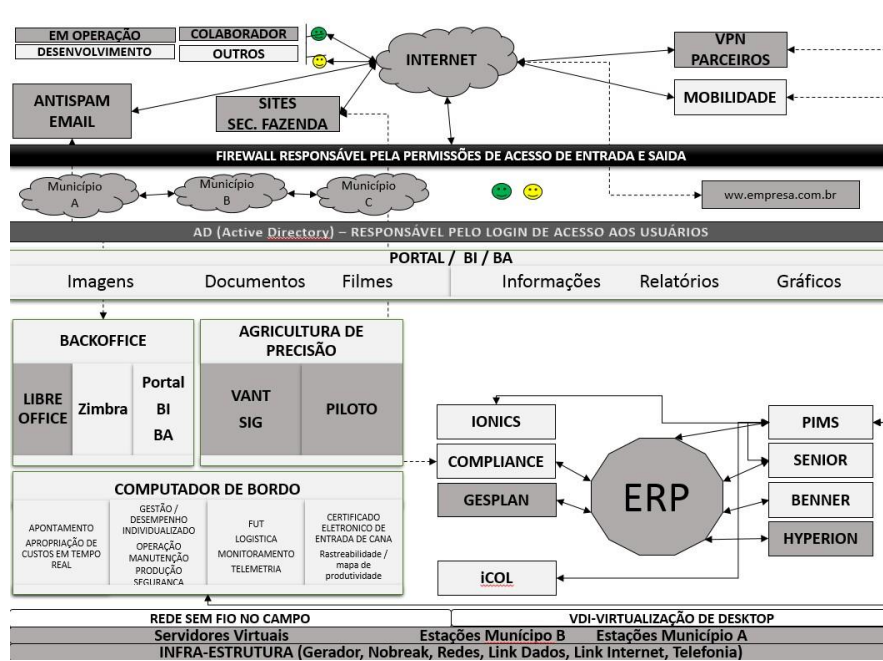 EM OPERAÇÃO
DESENVOLVIMENTO
COLABORADOR
OUTROS
INTERNET
VPN
PARCEIROS
MOBILIDADE
ANTISPAM
EMAIL
SITES
SEC. FAZENDA
FIREWALL RESPONSÁVEL PELA PERMISSÕES DE ACESSO DE ENTRADA E SAIDA
Município
A
Município
B
Município
C
ww.empresa.com.br
AD (Active Directory) – RESPONSÁVEL PELO LOGIN DE ACESSO AOS USUÁRIOS
PORTAL / BI / BA
Imagens Documentos Filmes Informações Relatórios Gráficos
BACKOFFICE
LIBRE
OFFICE
Zimbra
Portal
BI
BA
AGRICULTURA DE
PRECISÃO
VANT
SIG
PILOTO
IONICS
COMPLIANCE
GESPLAN
iCOL
ERP
PIMS
SENIOR
BENNER
HYPERION
COMPUTADOR DE BORDO
APONTAMENTO
APROPRIAÇÃO DE
CUSTOS EM TEMPO
REAL
GESTÃO /
DESEMPENHO
INDIVIDUALIZADO
OPERAÇÃO
MANUTENÇÃO
PRODUÇÃO
SEGURANÇA
FUT
LOGISTICA
MONITORAMENTO
TELEMETRIA
CERTIFICADO
ELETRONICO DE
ENTRADA DE CANA
Rastreabilidade /
mapa de
produtividade
REDE SEM FIO NO CAMPO
VDI-VIRTUALIZAÇÃO DE DESKTOP
Servidores Virtuais Estações Munícipo B Estações Município A
INFRA-ESTRUTURA (Gerador, Nobreak, Redes, Link Dados, Link Internet, Telefonia)